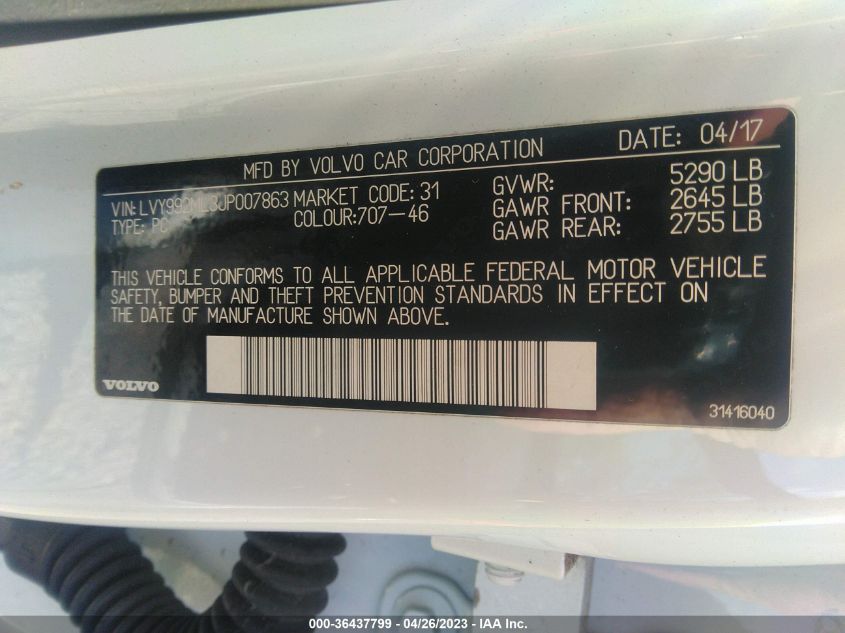 MFD BY VOLVO CAR CORPORATION DATE: 04/17
VIN: LVY992ML3JP007863 MARKET CODE: 31 GVWR: 5290 LB
TYPE: PC COLOUR:707-46 GAWR FRONT: 2645 LB
GAWR REAR: 2755 LB
THIS VEHICLE CONFORMS TO ALL APPLICABLE FEDERAL MOTOR VEHICLE
SAFETY, BUMPER AND THEFT PREVENTION STANDARDS IN EFFECT ON
THE DATE OF MANUFACTURE SHOWN ABOVE.
VOLVO
31416040
000-36437799 - 04/26/2023 - IAA Inc.